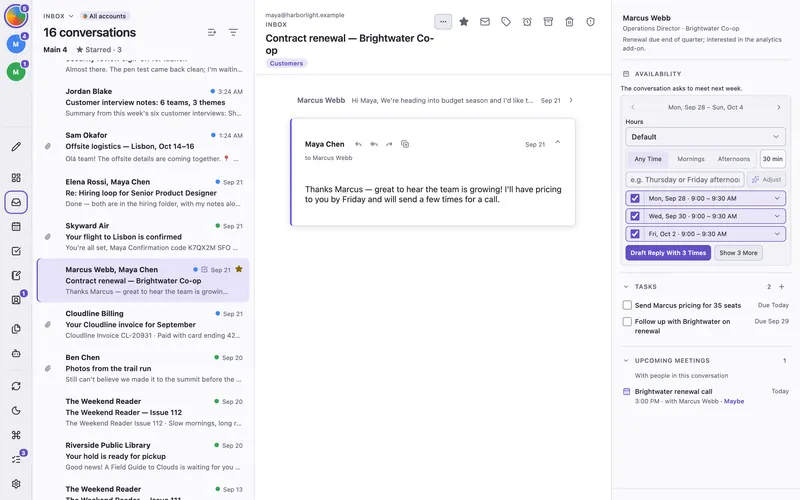 5
M
4
M
1
1
3
INBOX
All accounts
16 conversations
Main 4
Starred · 3
Almost there. The pen test came back clean; I'm waitin...
Jordan Blake
3:24 AM
Customer interview notes: 6 teams, 3 themes
Summary from this week's six customer interviews: Sh...
Sam Okafor
1:24 AM
Offsite logistics — Lisbon, Oct 14–16
Olá team! The offsite details are coming together. 📍 ...
Elena Rossi, Maya Chen
Sep 21
Re: Hiring loop for Senior Product Designer
Done — both are in the hiring folder, with my notes alo...
Skyward Air
Sep 21
Your flight to Lisbon is confirmed
You're all set, Maya Confirmation code K7QX2M SFO ...
Marcus Webb, Maya Chen
Sep 21
Contract renewal — Brightwater Co-op
Thanks Marcus — great to hear the team is growin...
Cloudline Billing
Sep 21
Your Cloudline invoice for September
Cloudline Invoice CL-20931 · Paid with card ending 42...
Ben Chen
Sep 20
Photos from the trail run
Still can't believe we made it to the summit before the ...
The Weekend Reader
Sep 20
The Weekend Reader — Issue 112
The Weekend Reader Issue 112 · Slow mornings, long r...
Riverside Public Library
Sep 20
Your hold is ready for pickup
Good news! A Field Guide to Clouds is waiting for you ...
The Weekend Reader
Sep 13
The Weekend Reader — Issue 111
maya@harborlight.example
Contract renewal — Brightwater Co-
op
Customers
Marcus Webb
Hi Maya, We're heading into budget season and I'd like t...
Sep 21
Maya Chen
Sep 21
to Marcus Webb
Thanks Marcus — great to hear the team is growing! I'll have pricing
to you by Friday and will send a few times for a call.
Marcus Webb
Operations Director · Brightwater Co-op
Renewal due end of quarter; interested in the analytics
add-on.
AVAILABILITY
The conversation asks to meet next week.
Mon, Sep 28 – Sun, Oct 4
Hours
Default
Any Time
Mornings
Afternoons
30 min
e.g. Thursday or Friday afternoo
Adjust
Mon, Sep 28 · 9:00 – 9:30 AM
Wed, Sep 30 · 9:00 – 9:30 AM
Fri, Oct 2 · 9:00 – 9:30 AM
Draft Reply With 3 Times
Show 3 More
TASKS
2
Send Marcus pricing for 35 seats
Due Today
Follow up with Brightwater on
renewal
Due Sep 29
UPCOMING MEETINGS
1
With people in this conversation
Brightwater renewal call
Today
3:00 PM · with Marcus Webb · Maybe